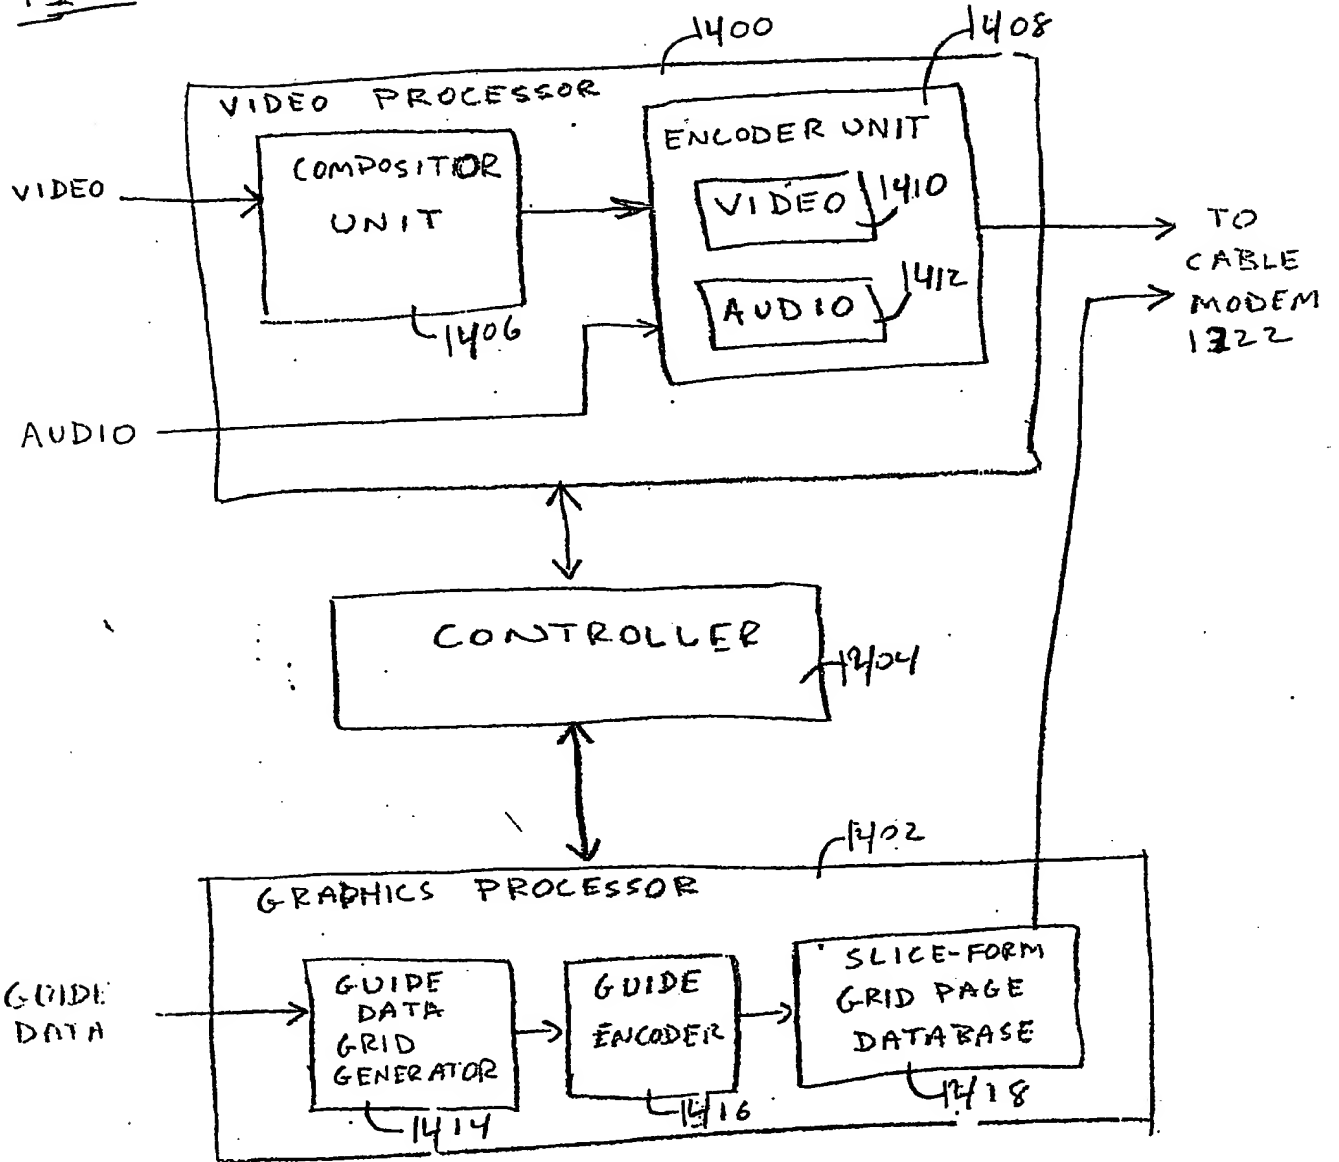 1400
1408
VIDEO PROCESSOR
ENCODER UNIT
COMPOSITOR
UNIT
VIDEO
VIDEO
1410
AUDIO
1412
1406
TO
CABLE
MODEM
1322
AUDIO
CONTROLLER
1404
1402
GRAPHICS PROCESSOR
GUIDE
DATA
GUIDE
DATA
GRID
GENERATOR
1414
GUIDE
ENCODER
1416
SLICE-FORM
GRID PAGE
DATABASE
1418